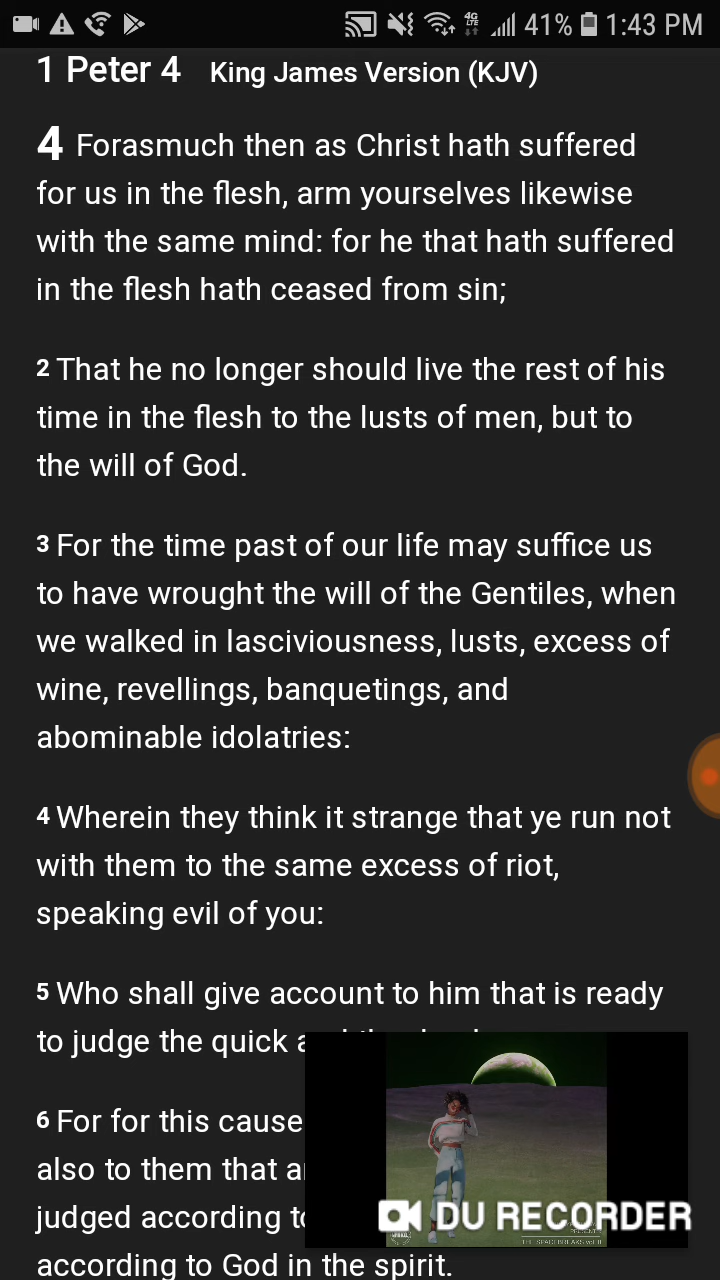 4G LTE 41% 1:43 PM
1 Peter 4 King James Version (KJV)
4 Forasmuch then as Christ hath suffered
for us in the flesh, arm yourselves likewise
with the same mind: for he that hath suffered
in the flesh hath ceased from sin;
2 That he no longer should live the rest of his
time in the flesh to the lusts of men, but to
the will of God.
3 For the time past of our life may suffice us
to have wrought the will of the Gentiles, when
we walked in lasciviousness, lusts, excess of
wine, revellings, banquetings, and
abominable idolatries:
4 Wherein they think it strange that ye run not
with them to the same excess of riot,
speaking evil of you:
5 Who shall give account to him that is ready
to judge the quick
6 For for this cause
also to them that
judged according
according to God in the spirit.
DU RECORDER